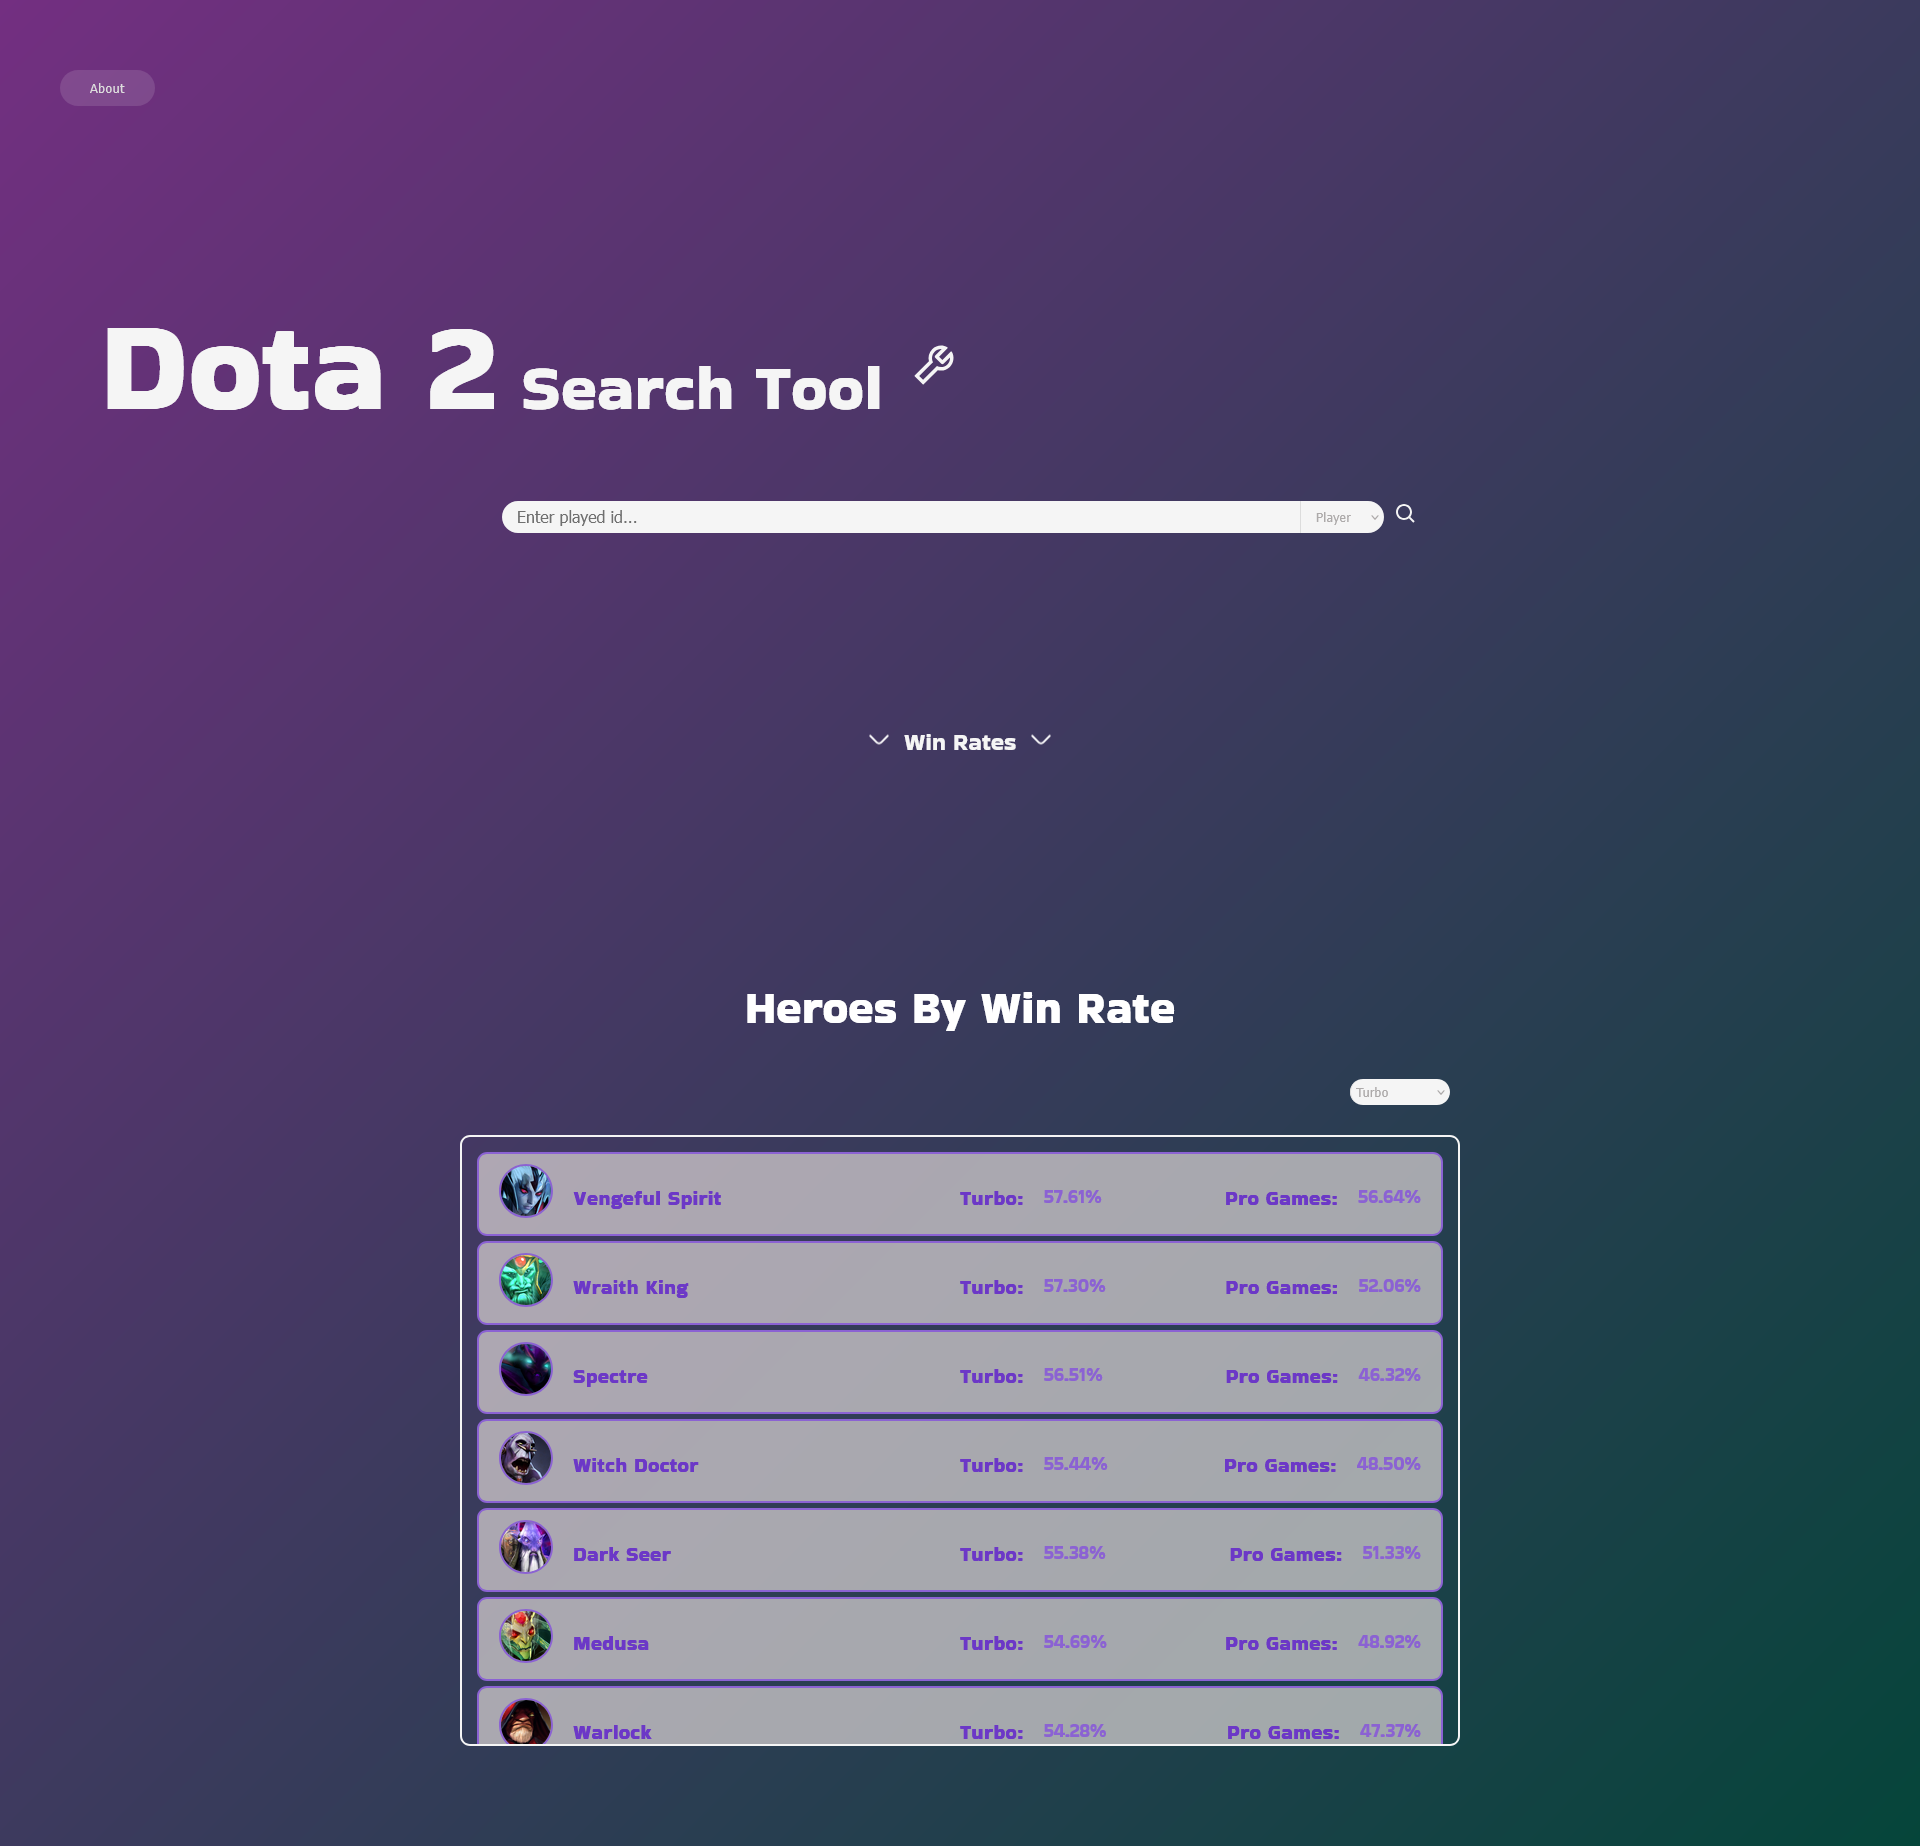 About
Dota 2 Search Tool
Enter played id... Player
Win Rates
Heroes By Win Rate
Turbo
Vengeful Spirit Turbo: 57.61% Pro Games: 56.64%
Wraith King Turbo: 57.30% Pro Games: 52.06%
Spectre Turbo: 56.51% Pro Games: 46.32%
Witch Doctor Turbo: 55.44% Pro Games: 48.50%
Dark Seer Turbo: 55.38% Pro Games: 51.33%
Medusa Turbo: 54.69% Pro Games: 48.92%
Warlock Turbo: 54.28% Pro Games: 47.37%